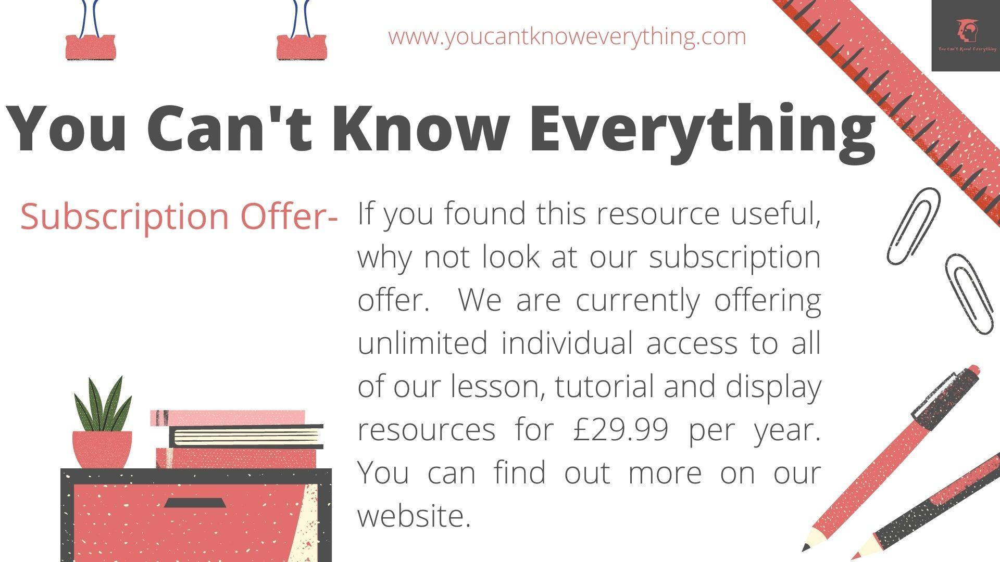 www.youcantknoweverything.com
You Can't Know Everything
You Can't Know Everything
Subscription Offer-
If you found this resource useful,
why not look at our subscription
offer.  We are currently offering
unlimited individual access to all
of our lesson, tutorial and display
resources for £29.99 per year.
You can find out more on our
website.